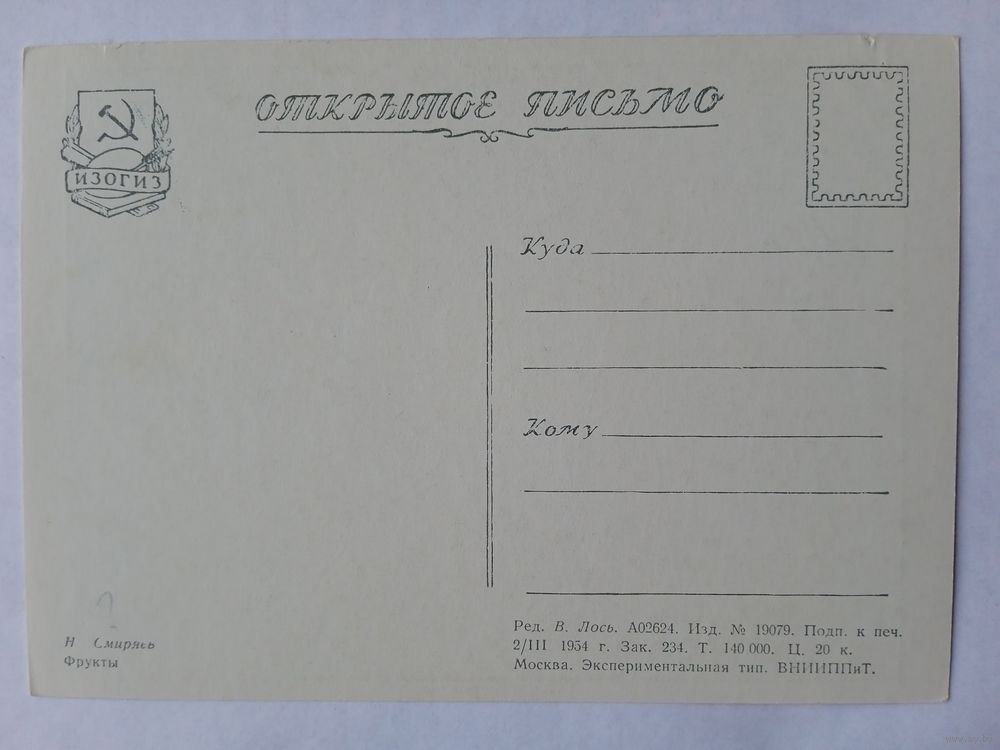 ОТКРЫТОЕ ПИСЬМО
ИЗОГИЗ
Куда
Кому
Н Смирясь
Фрукты
Ред. В. Лось. А02624. Изд. № 19079. Подп. к печ.
2/III 1954 г. Зак. 234. Т. 140 000. Ц. 20 к.
Москва. Экспериментальная тип. ВНИИППиТ.